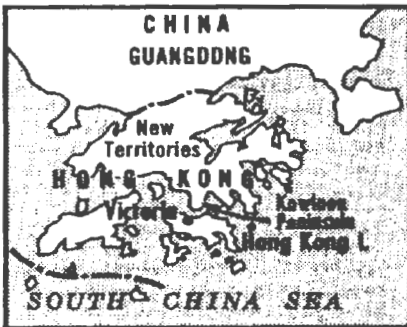 CHINA
GUANGDONG
New
Territories
HONG KONG
Victoria
Kowloon
Peninsula
Hong Kong I.
SOUTH CHINA SEA